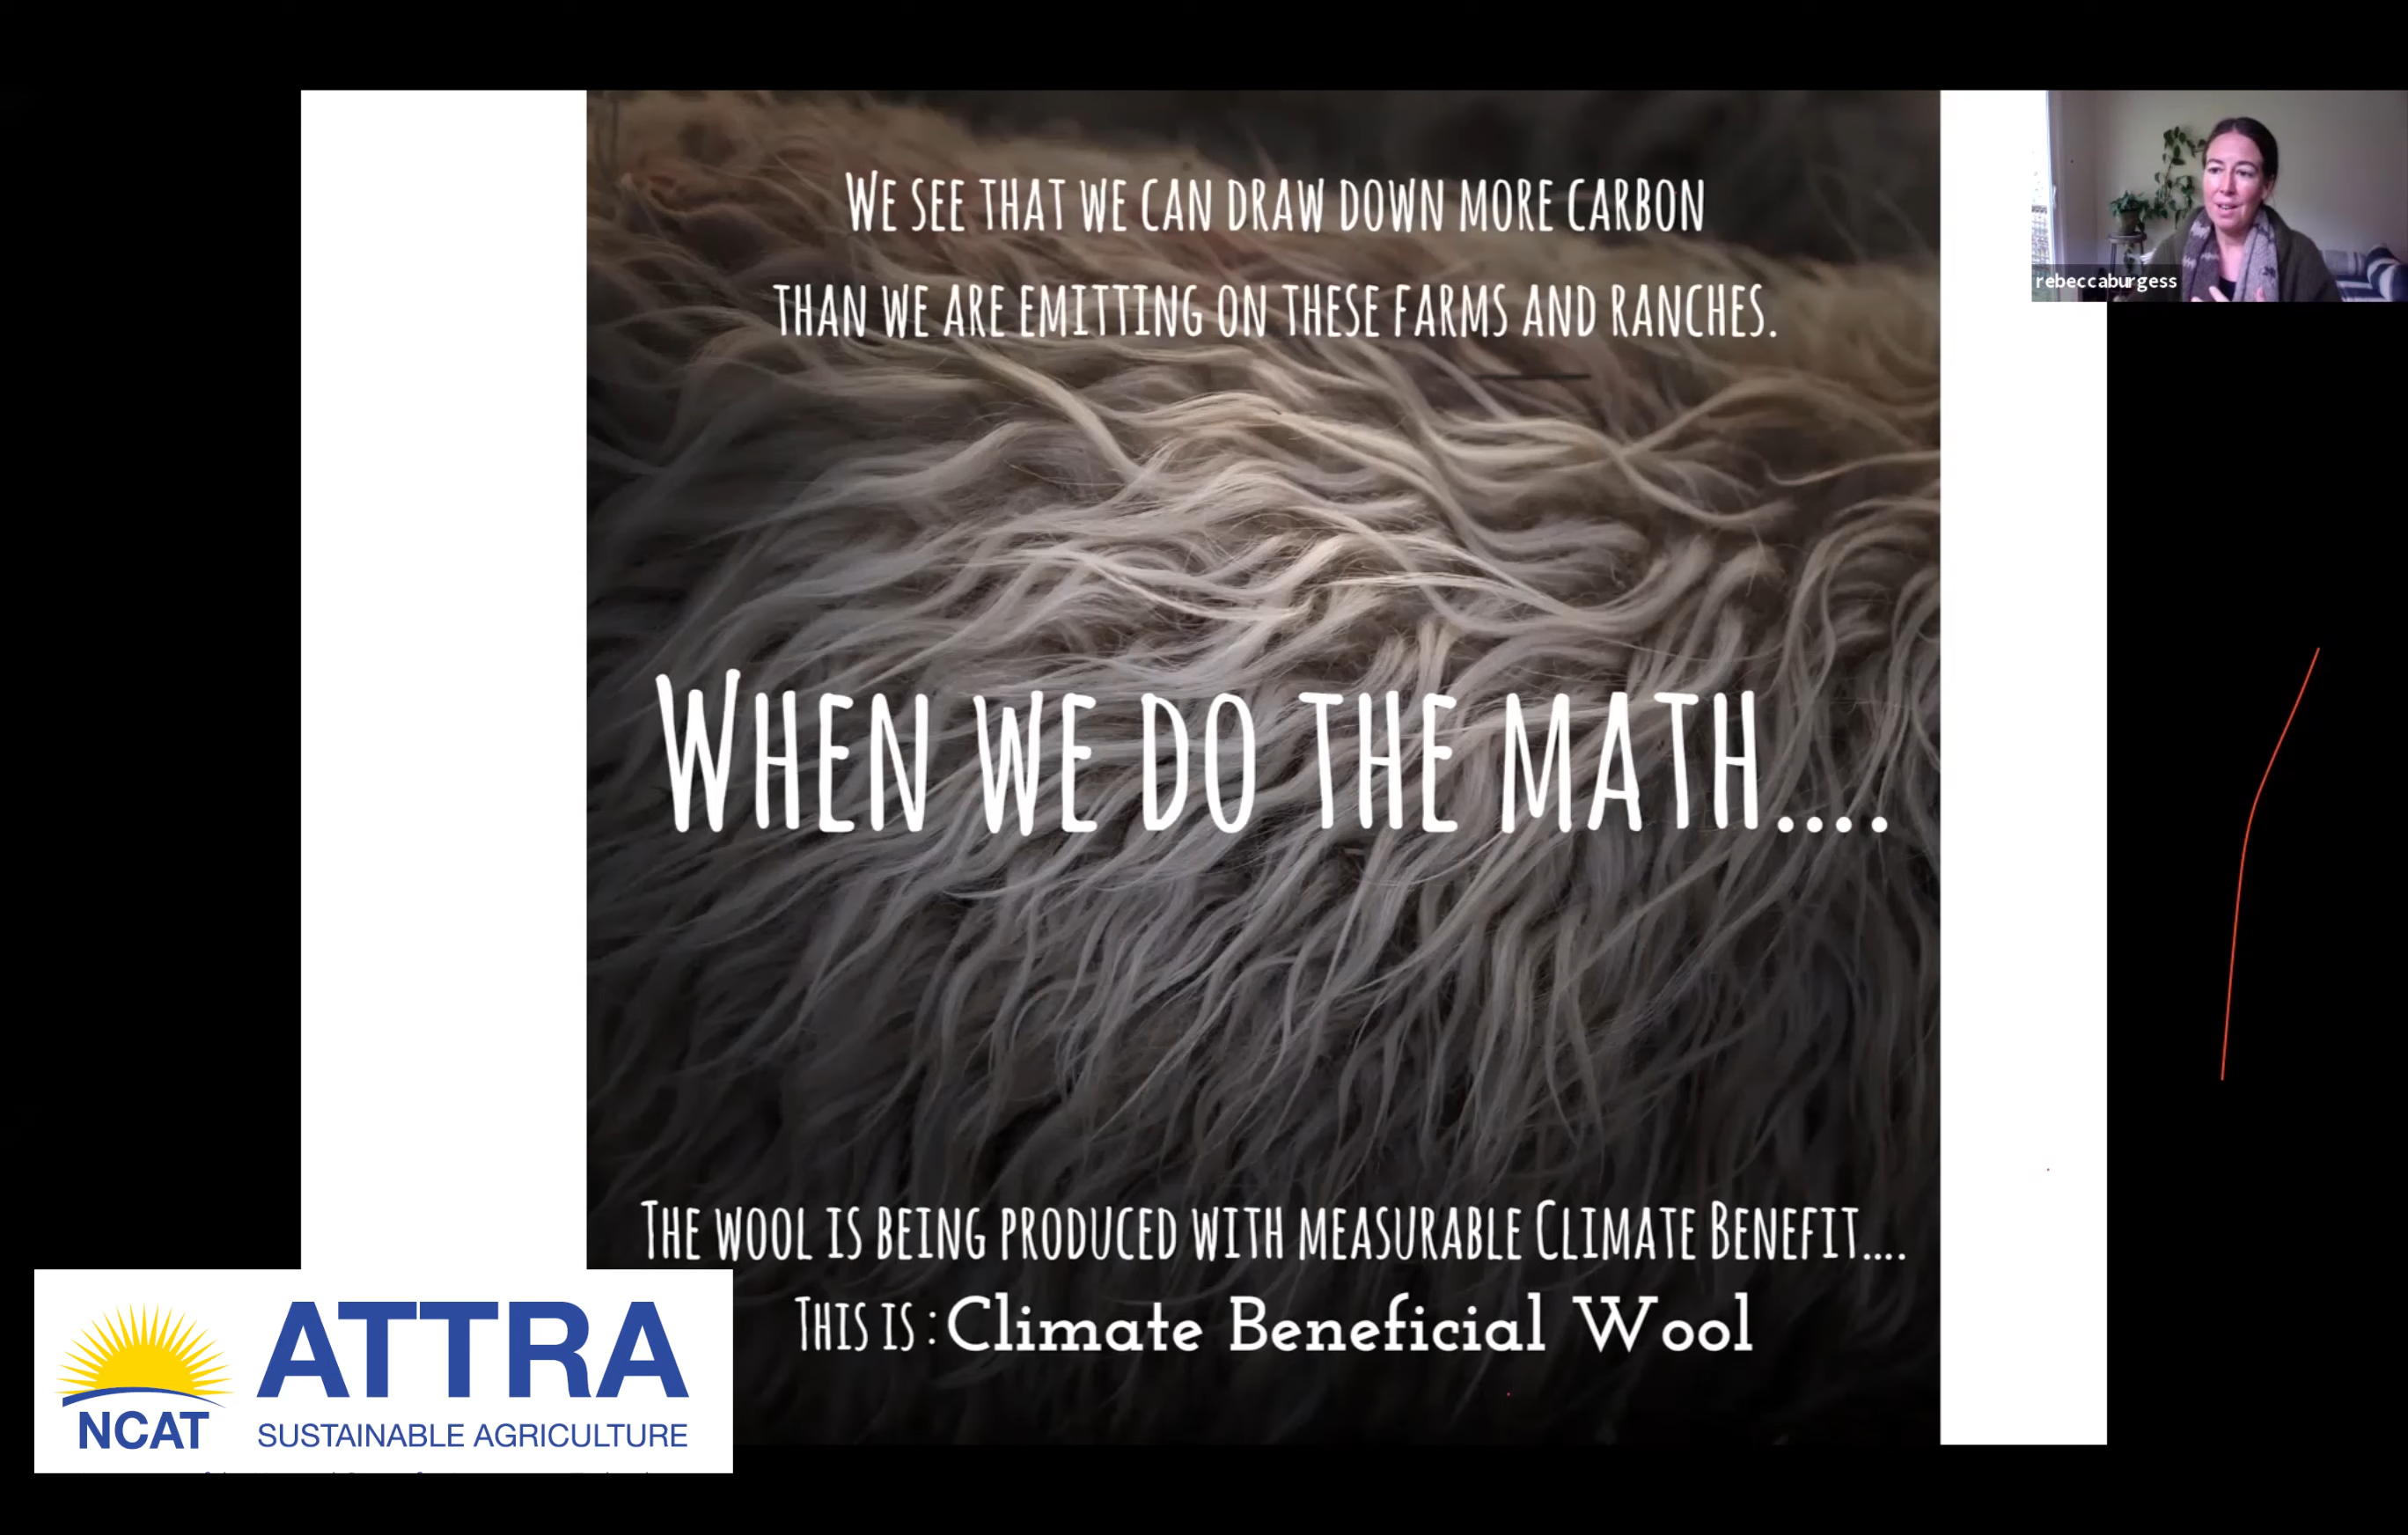 We see that we can draw down more carbon
than we are emitting on these farms and ranches.
rebeccaburgess
When we do the math....
The wool is being produced with measurable Climate Benefit....
This is : Climate Beneficial Wool
ATTRA
NCAT
SUSTAINABLE AGRICULTURE